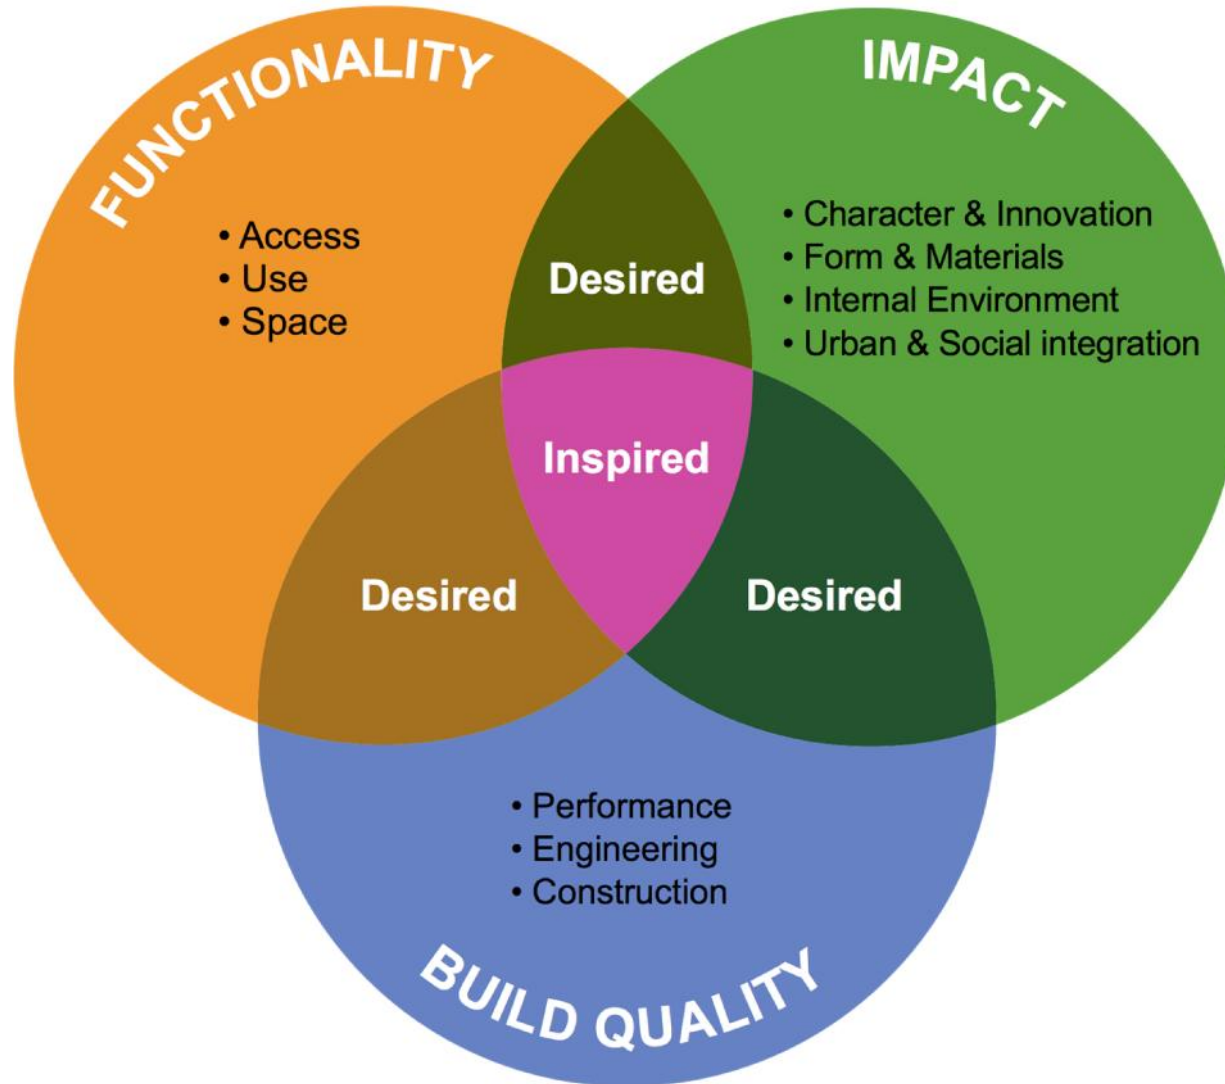 FUNCTIONALITY
• Access
• Use
• Space
IMPACT
• Character & Innovation
• Form & Materials
• Internal Environment
• Urban & Social integration
Desired
Inspired
Desired
Desired
• Performance
• Engineering
• Construction
BUILD QUALITY